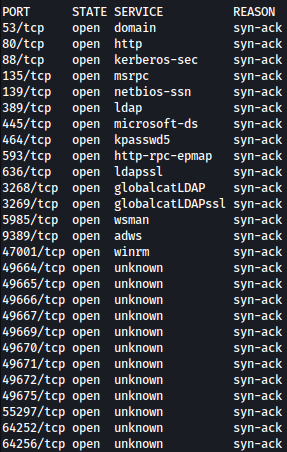 PORT STATE SERVICE REASON
53/tcp open domain syn-ack
80/tcp open http syn-ack
88/tcp open kerberos-sec syn-ack
135/tcp open msrpc syn-ack
139/tcp open netbios-ssn syn-ack
389/tcp open ldap syn-ack
445/tcp open microsoft-ds syn-ack
464/tcp open kpasswd5 syn-ack
593/tcp open http-rpc-epmap syn-ack
636/tcp open ldapssl syn-ack
3268/tcp open globalcatLDAP syn-ack
3269/tcp open globalcatLDAPssl syn-ack
5985/tcp open wsman syn-ack
9389/tcp open adws syn-ack
47001/tcp open winrm syn-ack
49664/tcp open unknown syn-ack
49665/tcp open unknown syn-ack
49666/tcp open unknown syn-ack
49667/tcp open unknown syn-ack
49669/tcp open unknown syn-ack
49670/tcp open unknown syn-ack
49671/tcp open unknown syn-ack
49672/tcp open unknown syn-ack
49675/tcp open unknown syn-ack
55297/tcp open unknown syn-ack
64252/tcp open unknown syn-ack
64256/tcp open unknown syn-ack